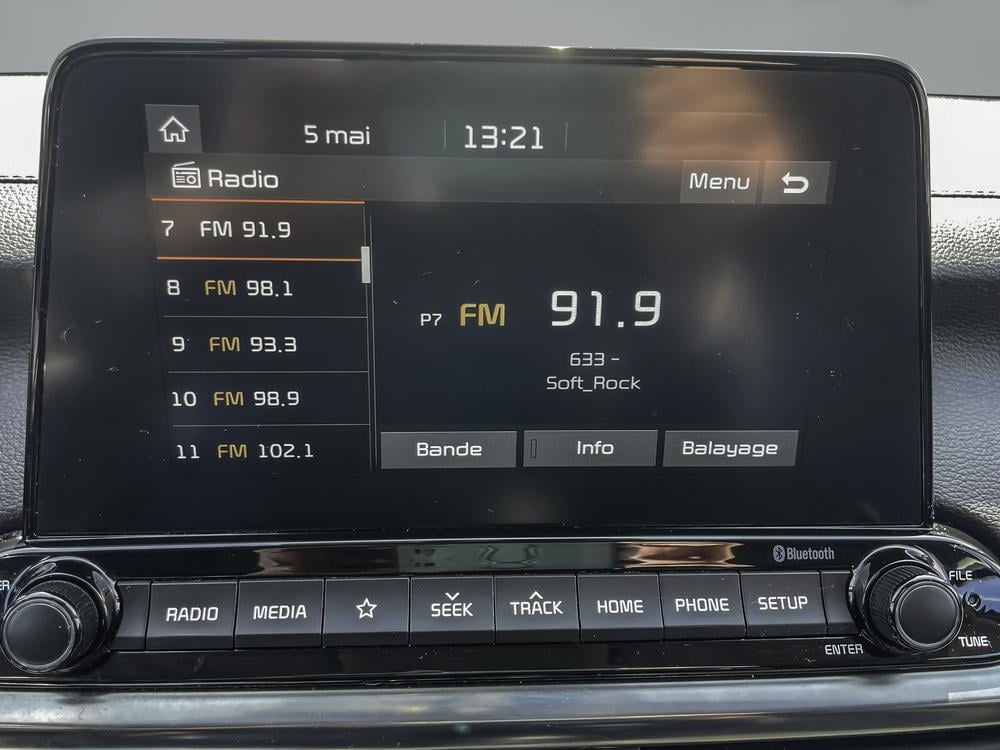 5 mai 13:21
Radio Menu
7 FM 91.9
8 FM 98.1
9 FM 93.3
10 FM 98.9
11 FM 102.1
P7 FM 91.9
633 -
Soft_Rock
Bande Info Balayage
Bluetooth
RADIO MEDIA SEEK TRACK HOME PHONE SETUP
FILE
TUNE
ENTER